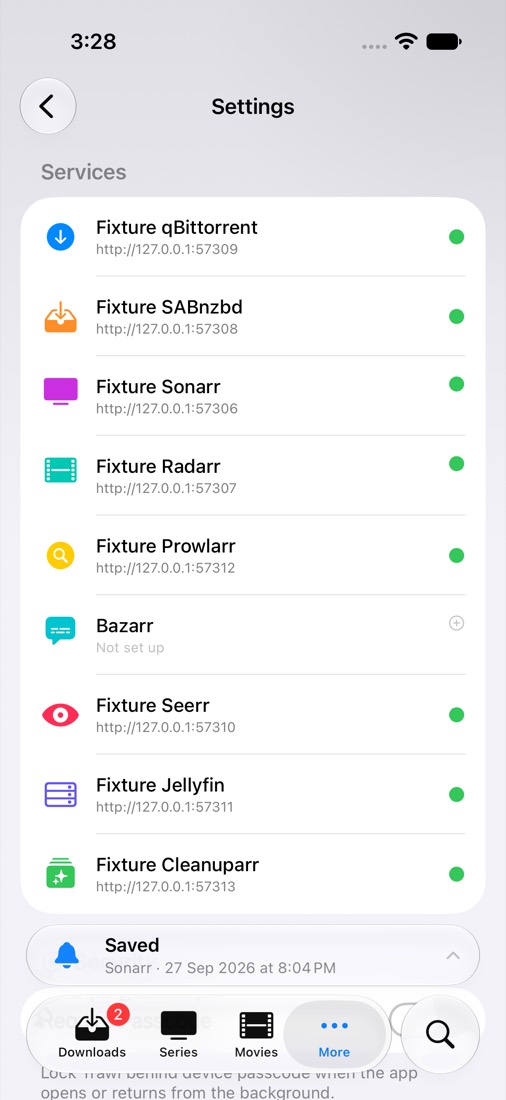 3:28
Settings
Services
Fixture qBittorrent
http://127.0.0.1:57309
Fixture SABnzbd
http://127.0.0.1:57308
Fixture Sonarr
http://127.0.0.1:57306
Fixture Radarr
http://127.0.0.1:57307
Fixture Prowlarr
http://127.0.0.1:57312
Bazarr
Not set up
Fixture Seerr
http://127.0.0.1:57310
Fixture Jellyfin
http://127.0.0.1:57311
Fixture Cleanuparr
http://127.0.0.1:57313
Saved
Sonarr · 27 Sep 2026 at 8:04 PM
2
Downloads
Series
Movies
More
Lock Trawl behind device passcode when the app
opens or returns from the background.